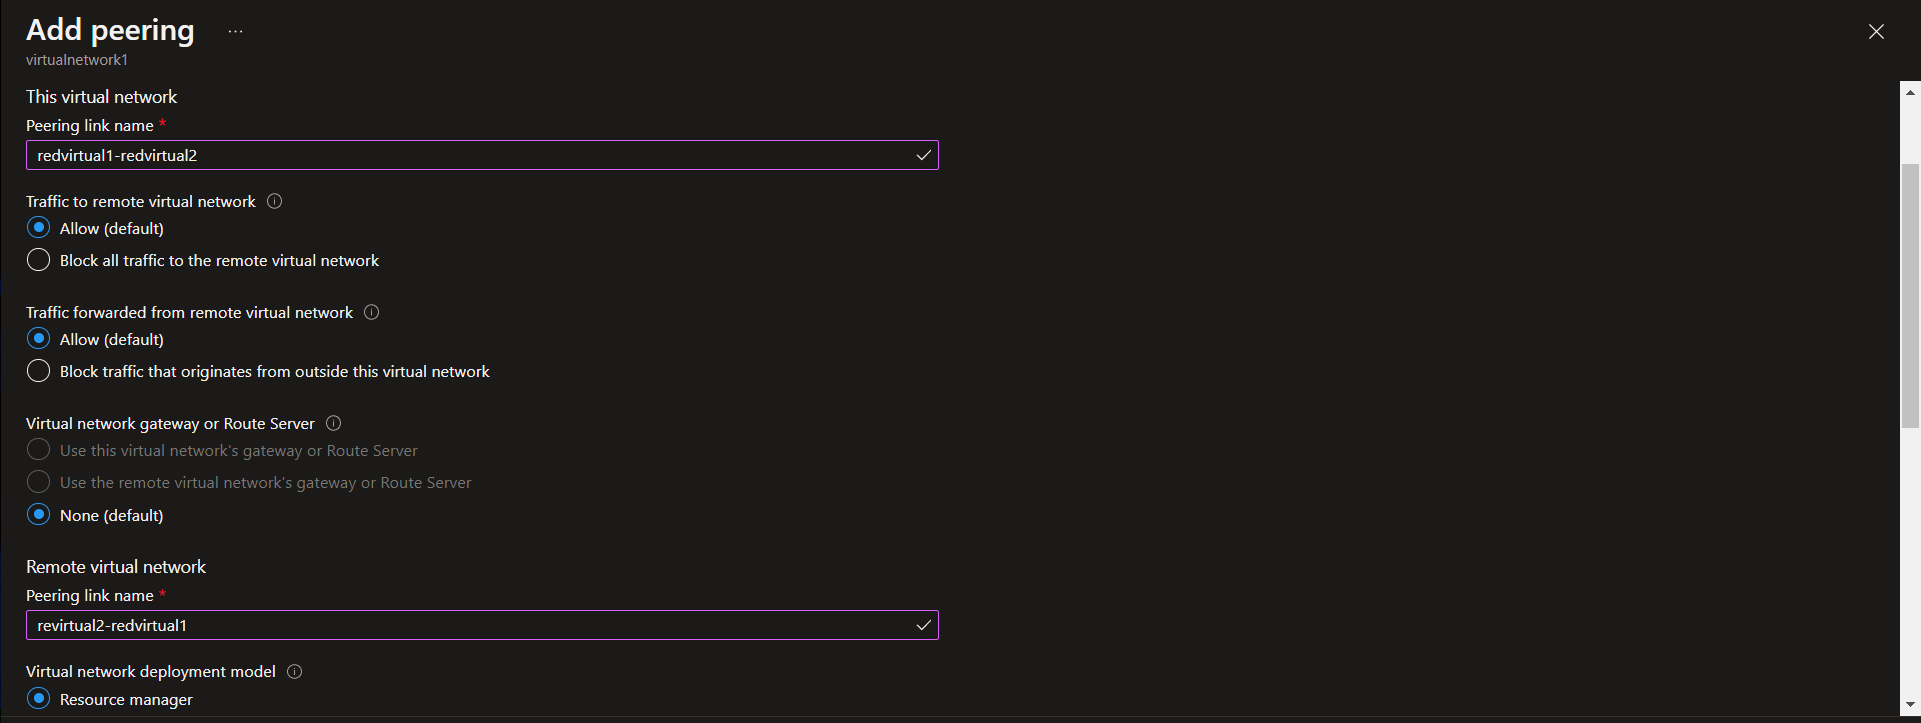 Add peering ...
virtualnetwork1
This virtual network
Peering link name *
redvirtual1-redvirtual2
Traffic to remote virtual network
Allow (default)
Block all traffic to the remote virtual network
Traffic forwarded from remote virtual network
Allow (default)
Block traffic that originates from outside this virtual network
Virtual network gateway or Route Server
Use this virtual network's gateway or Route Server
Use the remote virtual network's gateway or Route Server
None (default)
Remote virtual network
Peering link name *
revirtual2-redvirtual1
Virtual network deployment model
Resource manager